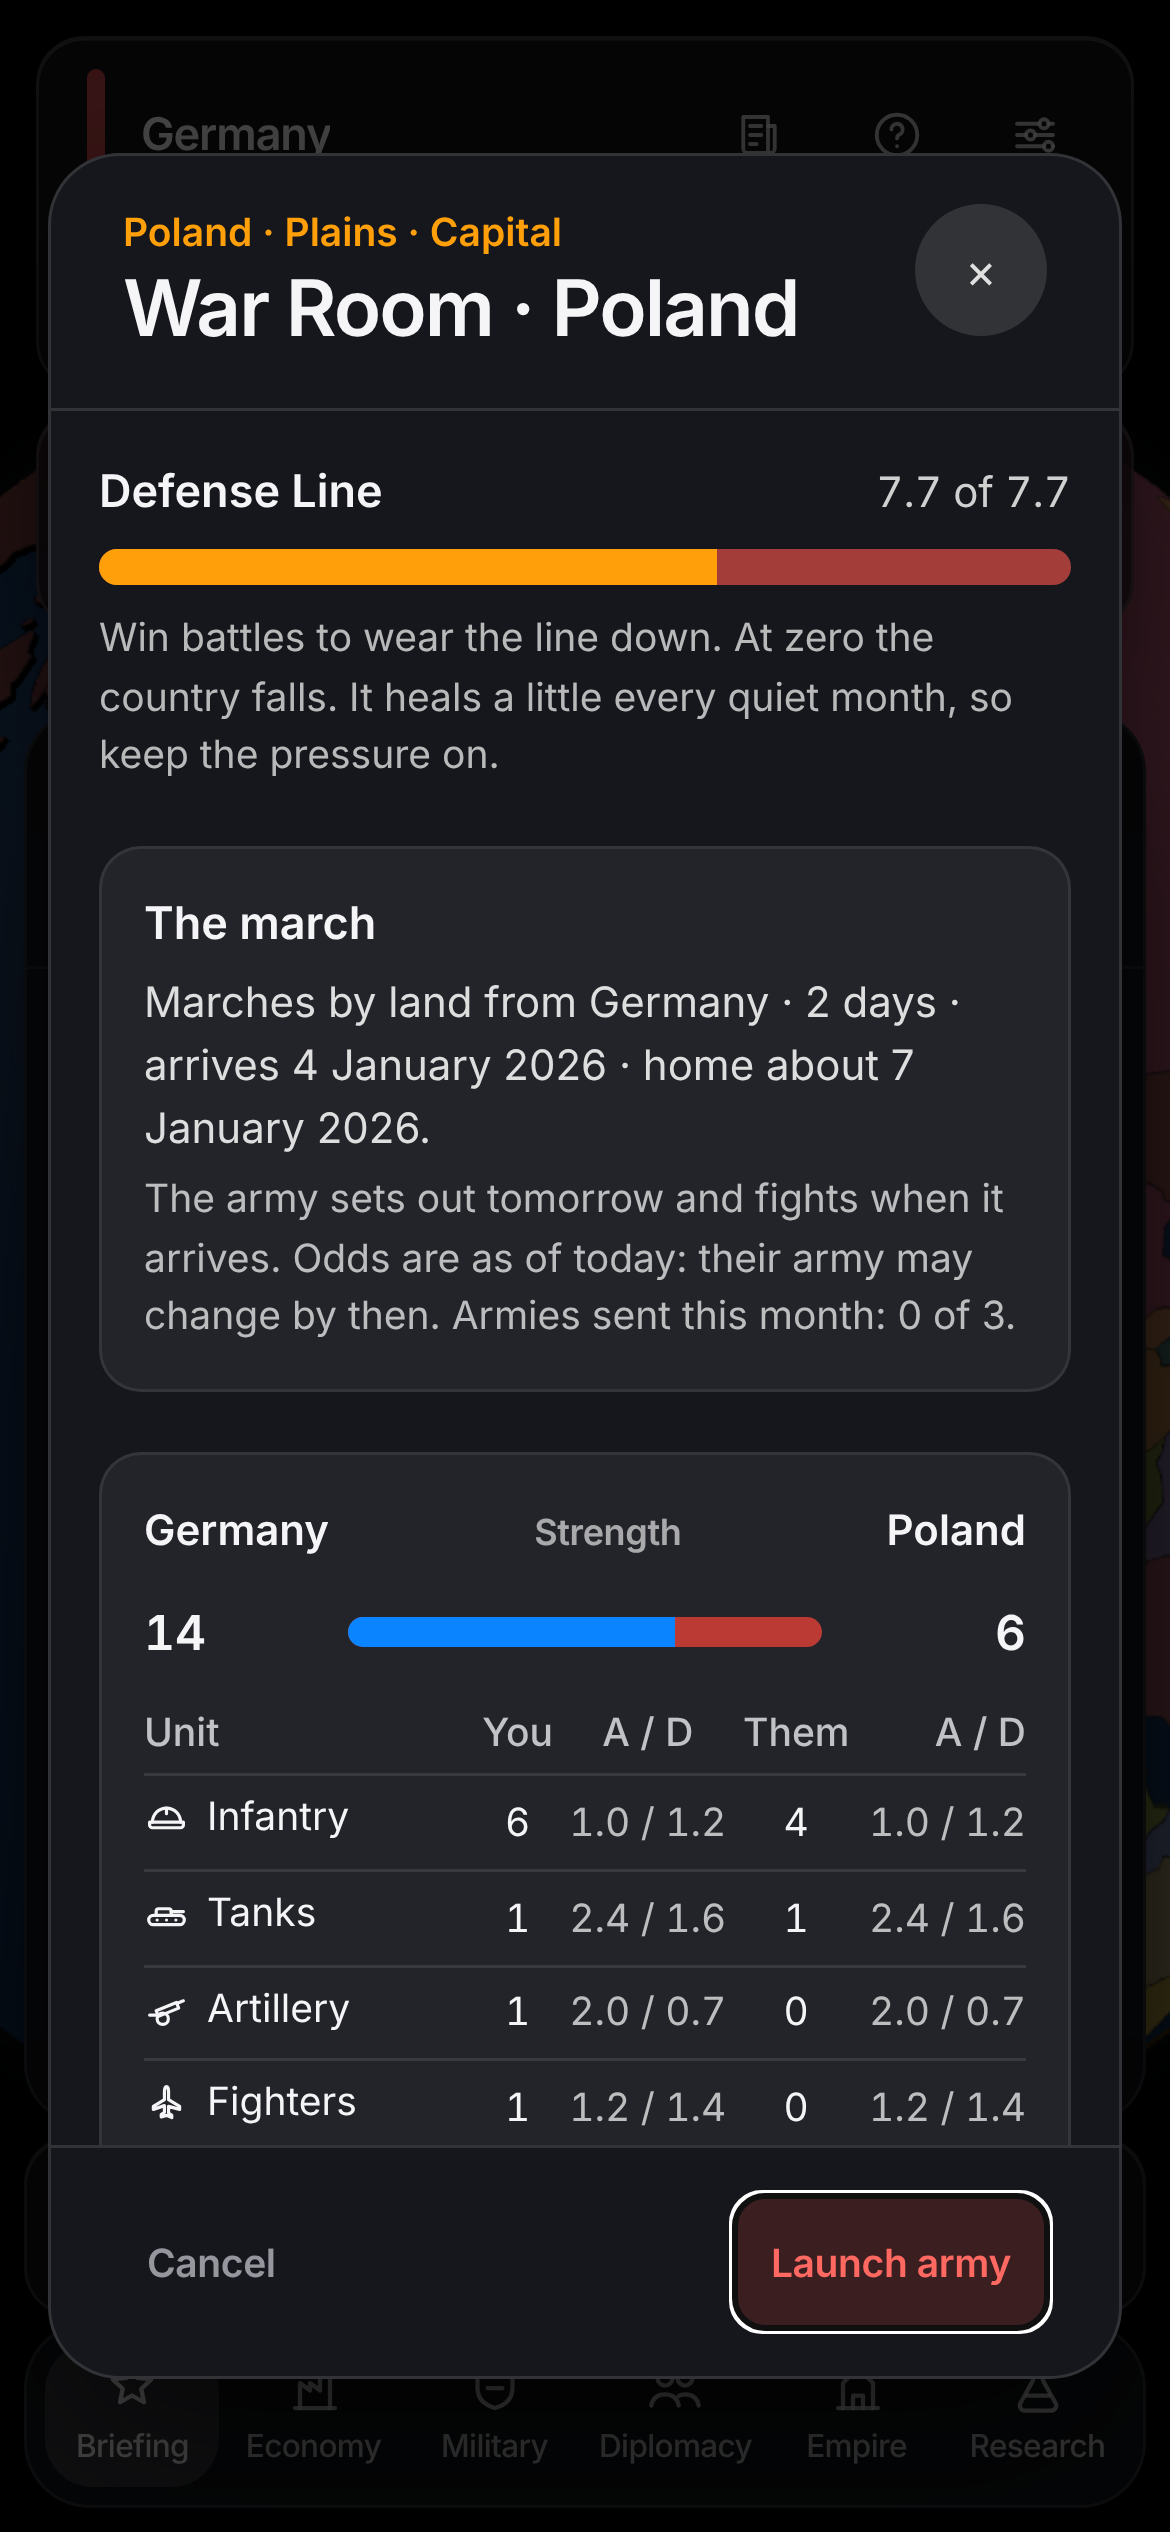 Germany
Poland · Plains · Capital
War Room · Poland
×
Defense Line 7.7 of 7.7
Win battles to wear the line down. At zero the
country falls. It heals a little every quiet month, so
keep the pressure on.
The march
Marches by land from Germany · 2 days ·
arrives 4 January 2026 · home about 7
January 2026.
The army sets out tomorrow and fights when it
arrives. Odds are as of today: their army may
change by then. Armies sent this month: 0 of 3.
Germany Strength Poland
14 6
Unit You A / D Them A / D
Infantry 6 1.0 / 1.2 4 1.0 / 1.2
Tanks 1 2.4 / 1.6 1 2.4 / 1.6
Artillery 1 2.0 / 0.7 0 2.0 / 0.7
Fighters 1 1.2 / 1.4 0 1.2 / 1.4
Cancel Launch army
Briefing Economy Military Diplomacy Empire Research